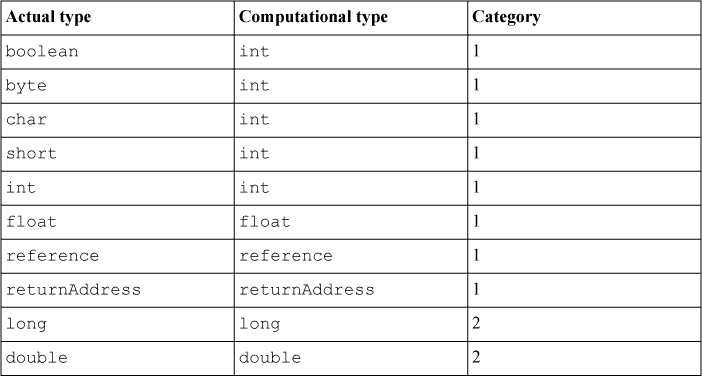 Actual type Computational type Category
boolean int 1
byte int 1
char int 1
short int 1
int int 1
float float 1
reference reference 1
returnAddress returnAddress 1
long long 2
double double 2